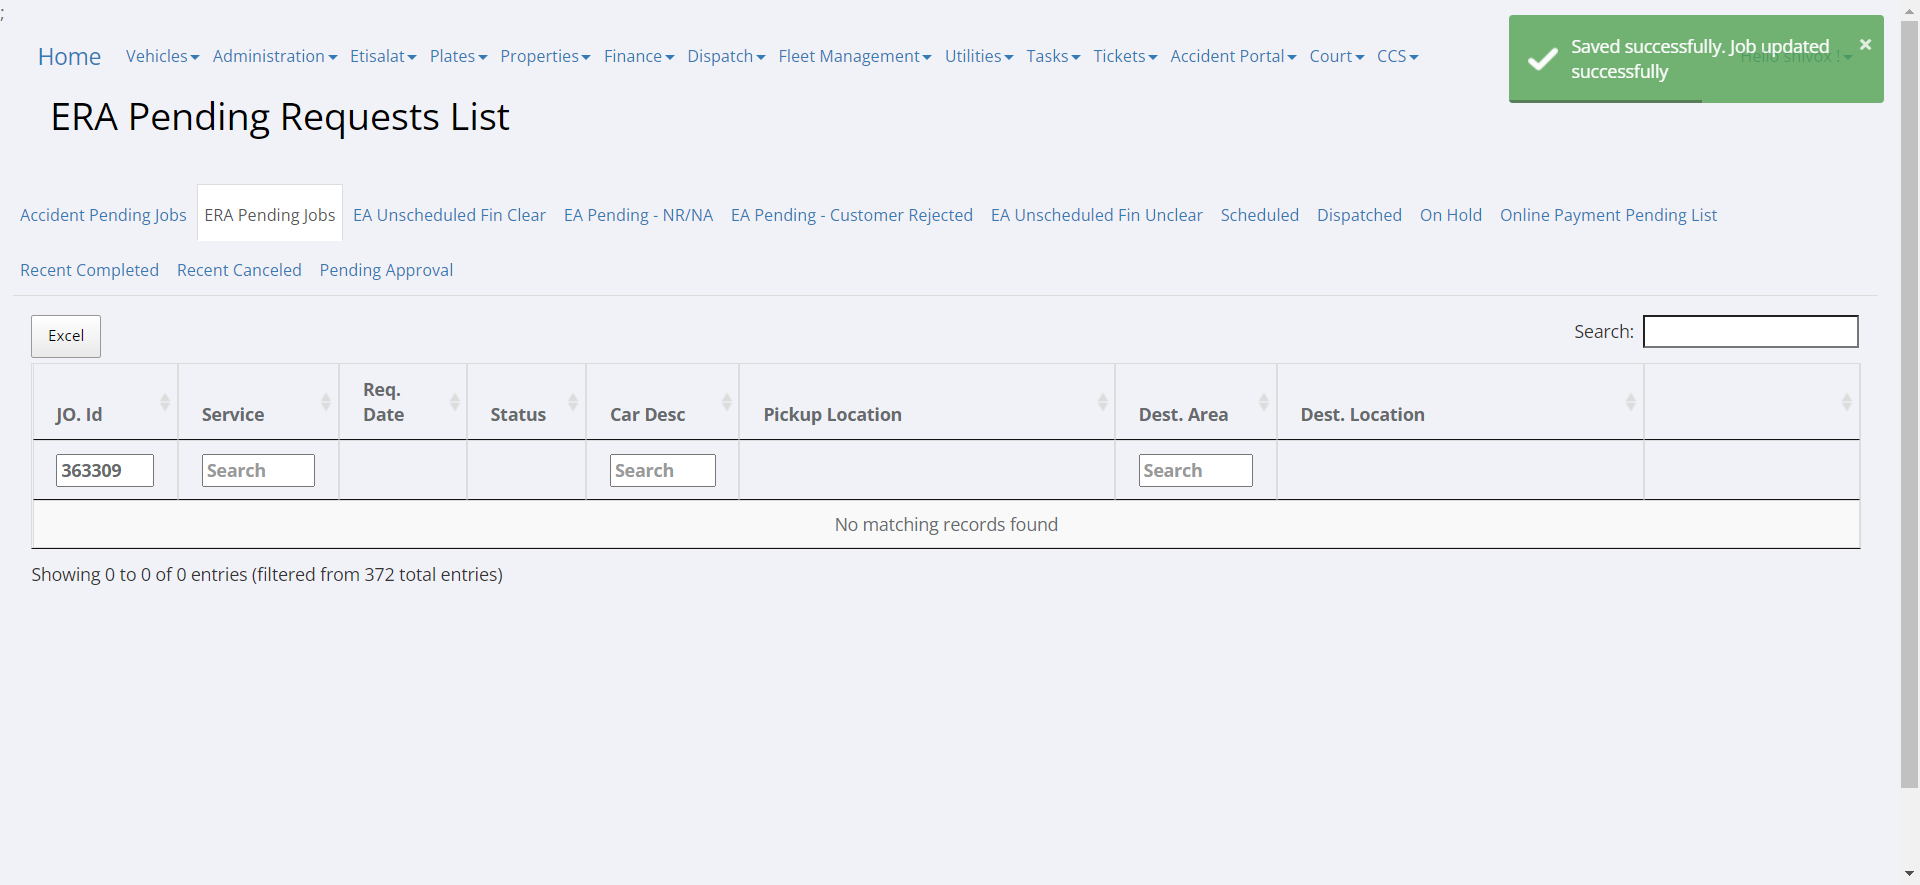 ;
Home Vehicles Administration Etisalat Plates Properties Finance Dispatch Fleet Management Utilities Tasks Tickets Accident Portal Court CCS Hello shivox !
Saved successfully. Job updated successfully ×
ERA Pending Requests List
Accident Pending Jobs ERA Pending Jobs EA Unscheduled Fin Clear EA Pending - NR/NA EA Pending - Customer Rejected EA Unscheduled Fin Unclear Scheduled Dispatched On Hold Online Payment Pending List
Recent Completed Recent Canceled Pending Approval
Excel Search:
JO. Id Service Req. Date Status Car Desc Pickup Location Dest. Area Dest. Location
363309 Search Search Search
No matching records found
Showing 0 to 0 of 0 entries (filtered from 372 total entries)